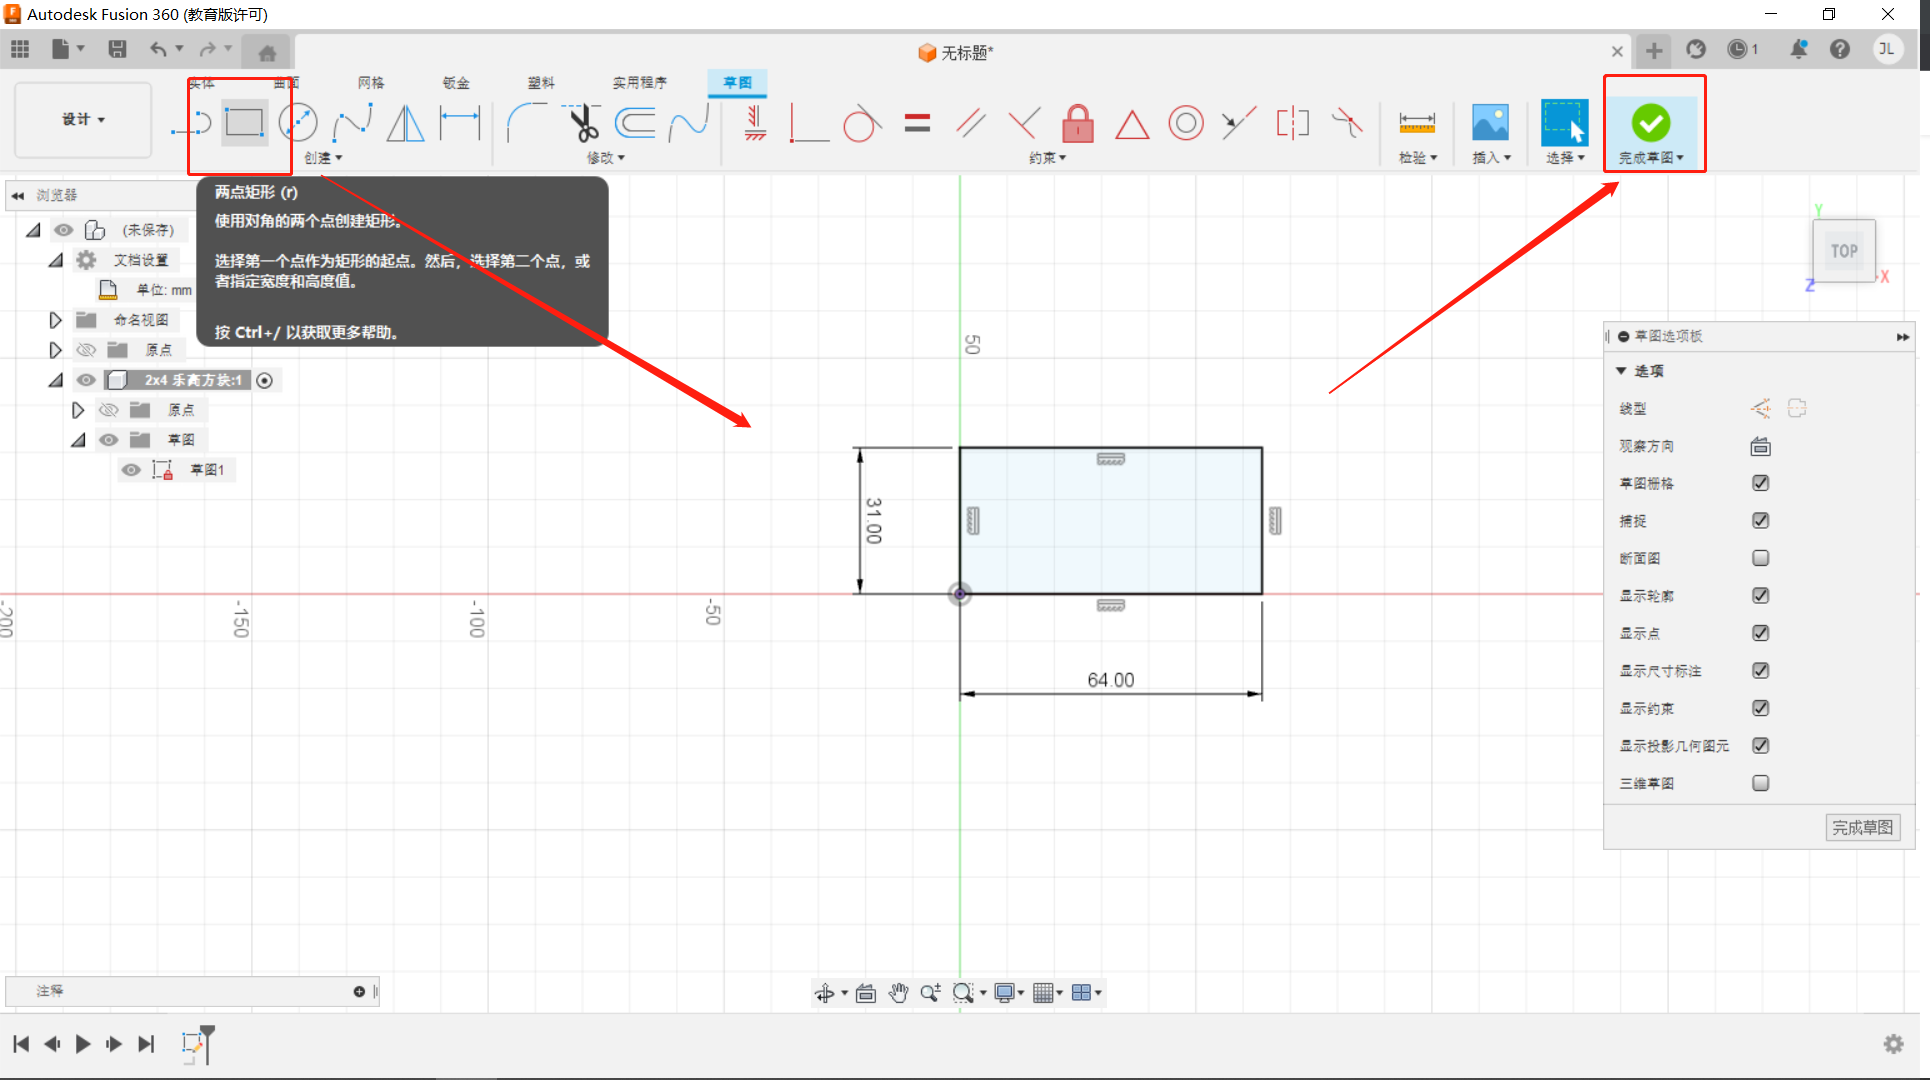 Autodesk Fusion 360 (教育版许可)
无标题*
1
JL
实体
曲面
网格
钣金
塑料
实用程序
草图
设计
创建
修改
约束
检验
插入
选择
完成草图
浏览器
两点矩形 (r)
使用对角的两个点创建矩形。
选择第一个点作为矩形的起点。然后，选择第二个点，或
者指定宽度和高度值。
按 Ctrl+/ 以获取更多帮助。
(未保存)
文档设置
单位: mm
命名视图
原点
2x4 乐高方块:1
原点
草图
草图1
Y
TOP
Z
X
50
31.00
-200
-150
-100
-50
64.00
草图选项板
选项
线型
观察方向
草图栅格
捕捉
断面图
显示轮廓
显示点
显示尺寸标注
显示约束
显示投影几何图元
三维草图
完成草图
注释